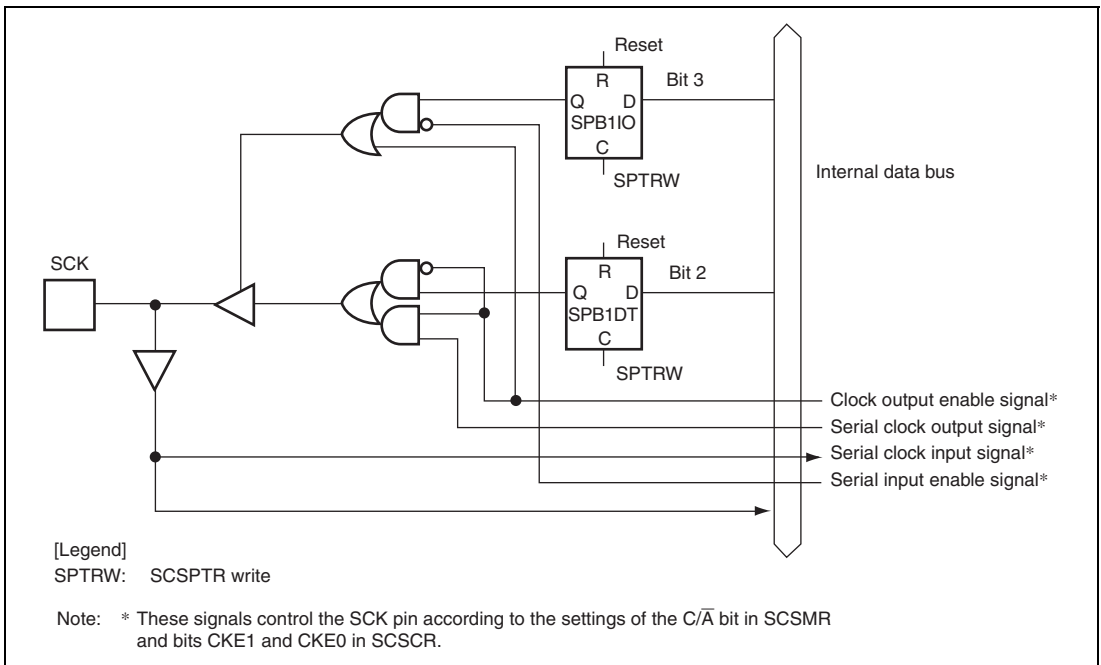 Reset
R
Bit 3
Q D
SPB1IO
C
SPTRW
Internal data bus
Reset
R
Bit 2
SCK
Q D
SPB1DT
C
SPTRW
Clock output enable signal*
Serial clock output signal*
Serial clock input signal*
Serial input enable signal*
[Legend]
SPTRW: SCSPTR write
Note: * These signals control the SCK pin according to the settings of the C/A̅ bit in SCSMR
and bits CKE1 and CKE0 in SCSCR.